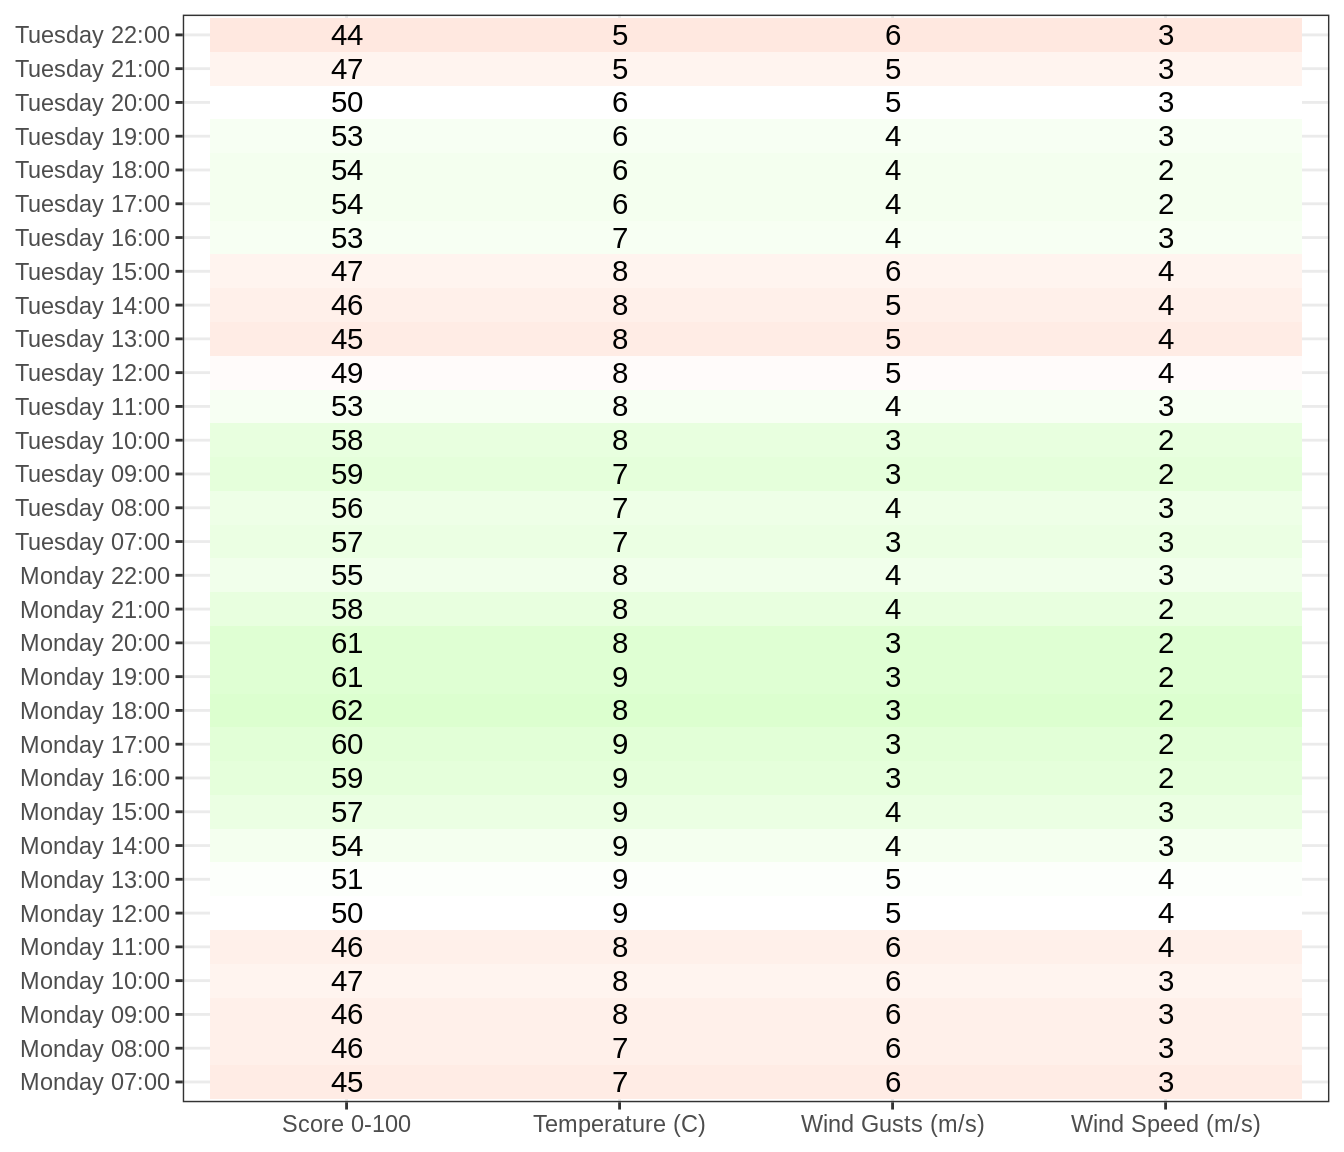 Tuesday 22:00 44 5 6 3
Tuesday 21:00 47 5 5 3
Tuesday 20:00 50 6 5 3
Tuesday 19:00 53 6 4 3
Tuesday 18:00 54 6 4 2
Tuesday 17:00 54 6 4 2
Tuesday 16:00 53 7 4 3
Tuesday 15:00 47 8 6 4
Tuesday 14:00 46 8 5 4
Tuesday 13:00 45 8 5 4
Tuesday 12:00 49 8 5 4
Tuesday 11:00 53 8 4 3
Tuesday 10:00 58 8 3 2
Tuesday 09:00 59 7 3 2
Tuesday 08:00 56 7 4 3
Tuesday 07:00 57 7 3 3
Monday 22:00 55 8 4 3
Monday 21:00 58 8 4 2
Monday 20:00 61 8 3 2
Monday 19:00 61 9 3 2
Monday 18:00 62 8 3 2
Monday 17:00 60 9 3 2
Monday 16:00 59 9 3 2
Monday 15:00 57 9 4 3
Monday 14:00 54 9 4 3
Monday 13:00 51 9 5 4
Monday 12:00 50 9 5 4
Monday 11:00 46 8 6 4
Monday 10:00 47 8 6 3
Monday 09:00 46 8 6 3
Monday 08:00 46 7 6 3
Monday 07:00 45 7 6 3
Score 0-100 Temperature (C) Wind Gusts (m/s) Wind Speed (m/s)